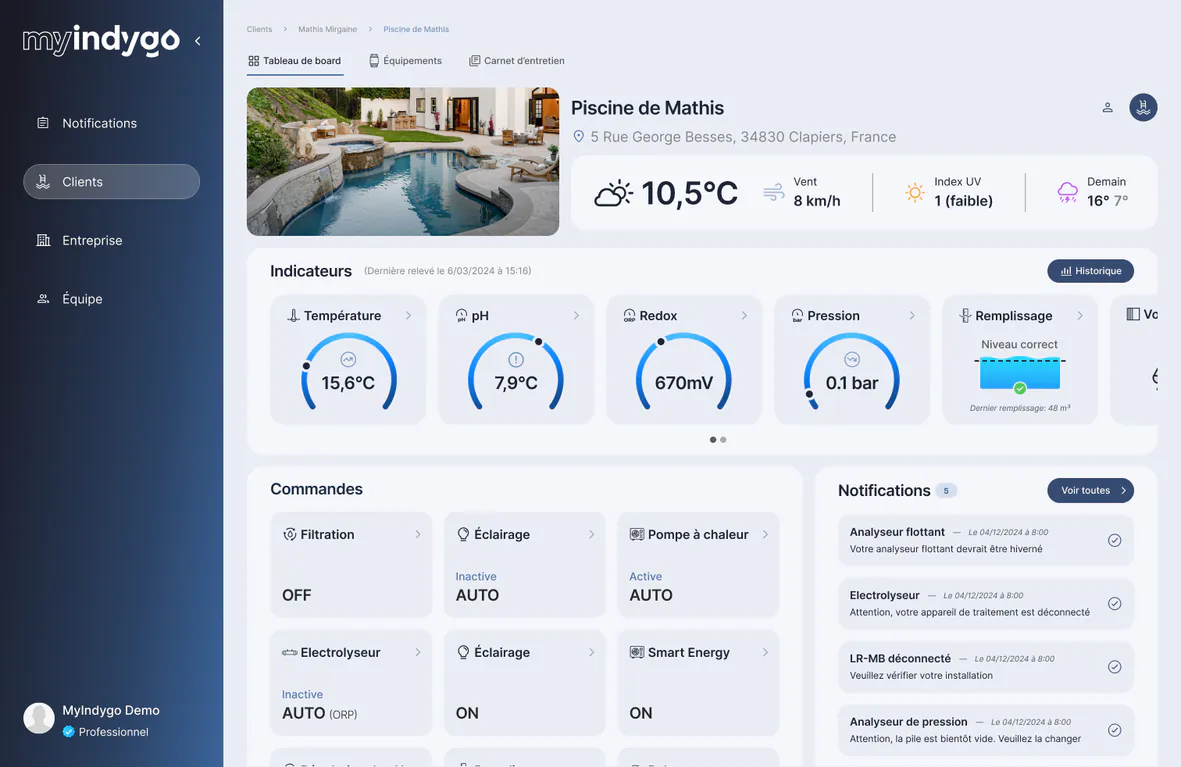 myindygo
Notifications
Clients
Entreprise
Équipe
MyIndygo Demo
Professionnel
Clients > Mathis Mirgaine > Piscine de Mathis
Tableau de board
Équipements
Carnet d'entretien
Piscine de Mathis
5 Rue George Besses, 34830 Clapiers, France
10,5°C
Vent
8 km/h
Index UV
1 (faible)
Demain
16° 7°
Indicateurs (Dernière relevé le 6/03/2024 à 15:16)
Historique
Température
15,6°C
pH
7,9°C
Redox
670mV
Pression
0.1 bar
Remplissage
Niveau correct
Dernier remplissage: 48 m³
Vo
Commandes
Filtration
OFF
Éclairage
Inactive
AUTO
Pompe à chaleur
Active
AUTO
Electrolyseur
Inactive
AUTO (ORP)
Éclairage
ON
Smart Energy
ON
Notifications 5
Voir toutes
Analyseur flottant — Le 04/12/2024 à 8:00
Votre analyseur flottant devrait être hiverné
Electrolyseur — Le 04/12/2024 à 8:00
Attention, votre appareil de traitement est déconnecté
LR-MB déconnecté — Le 04/12/2024 à 8:00
Veuillez vérifier votre installation
Analyseur de pression — Le 04/12/2024 à 8:00
Attention, la pile est bientôt vide. Veuillez la changer